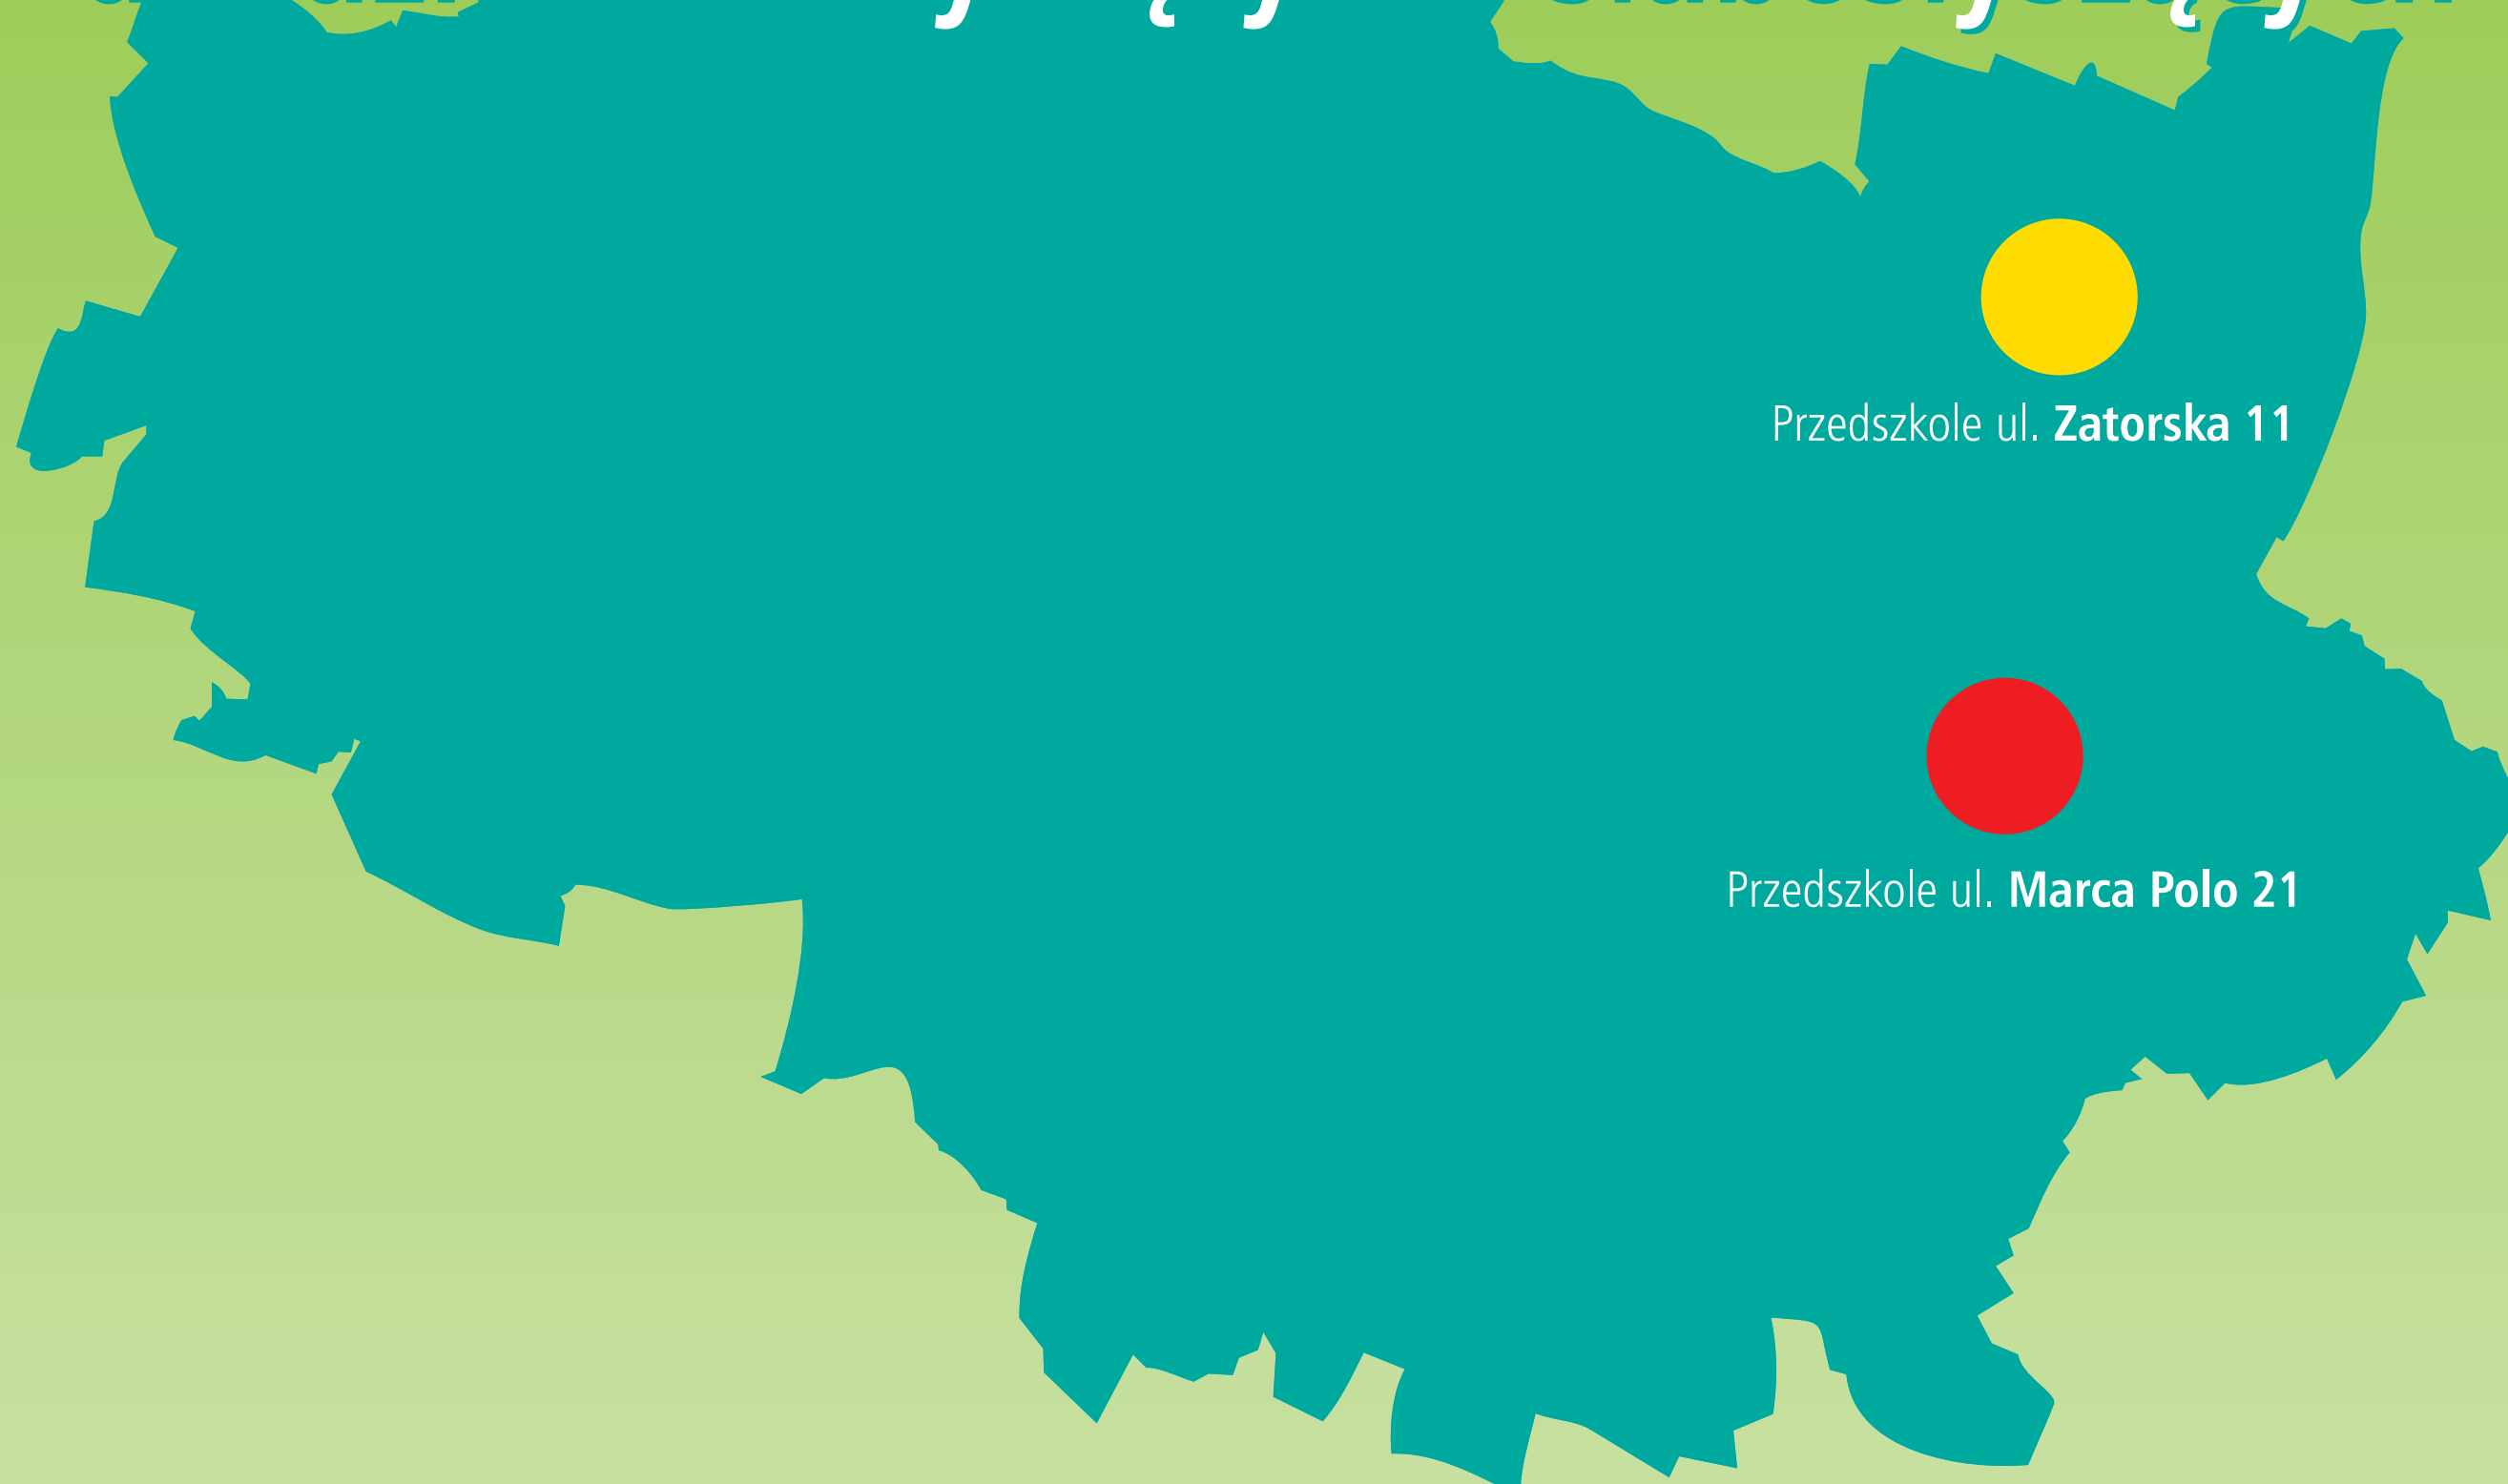 Przedszkole ul. Zatorska 11
Przedszkole ul. Marca Polo 21